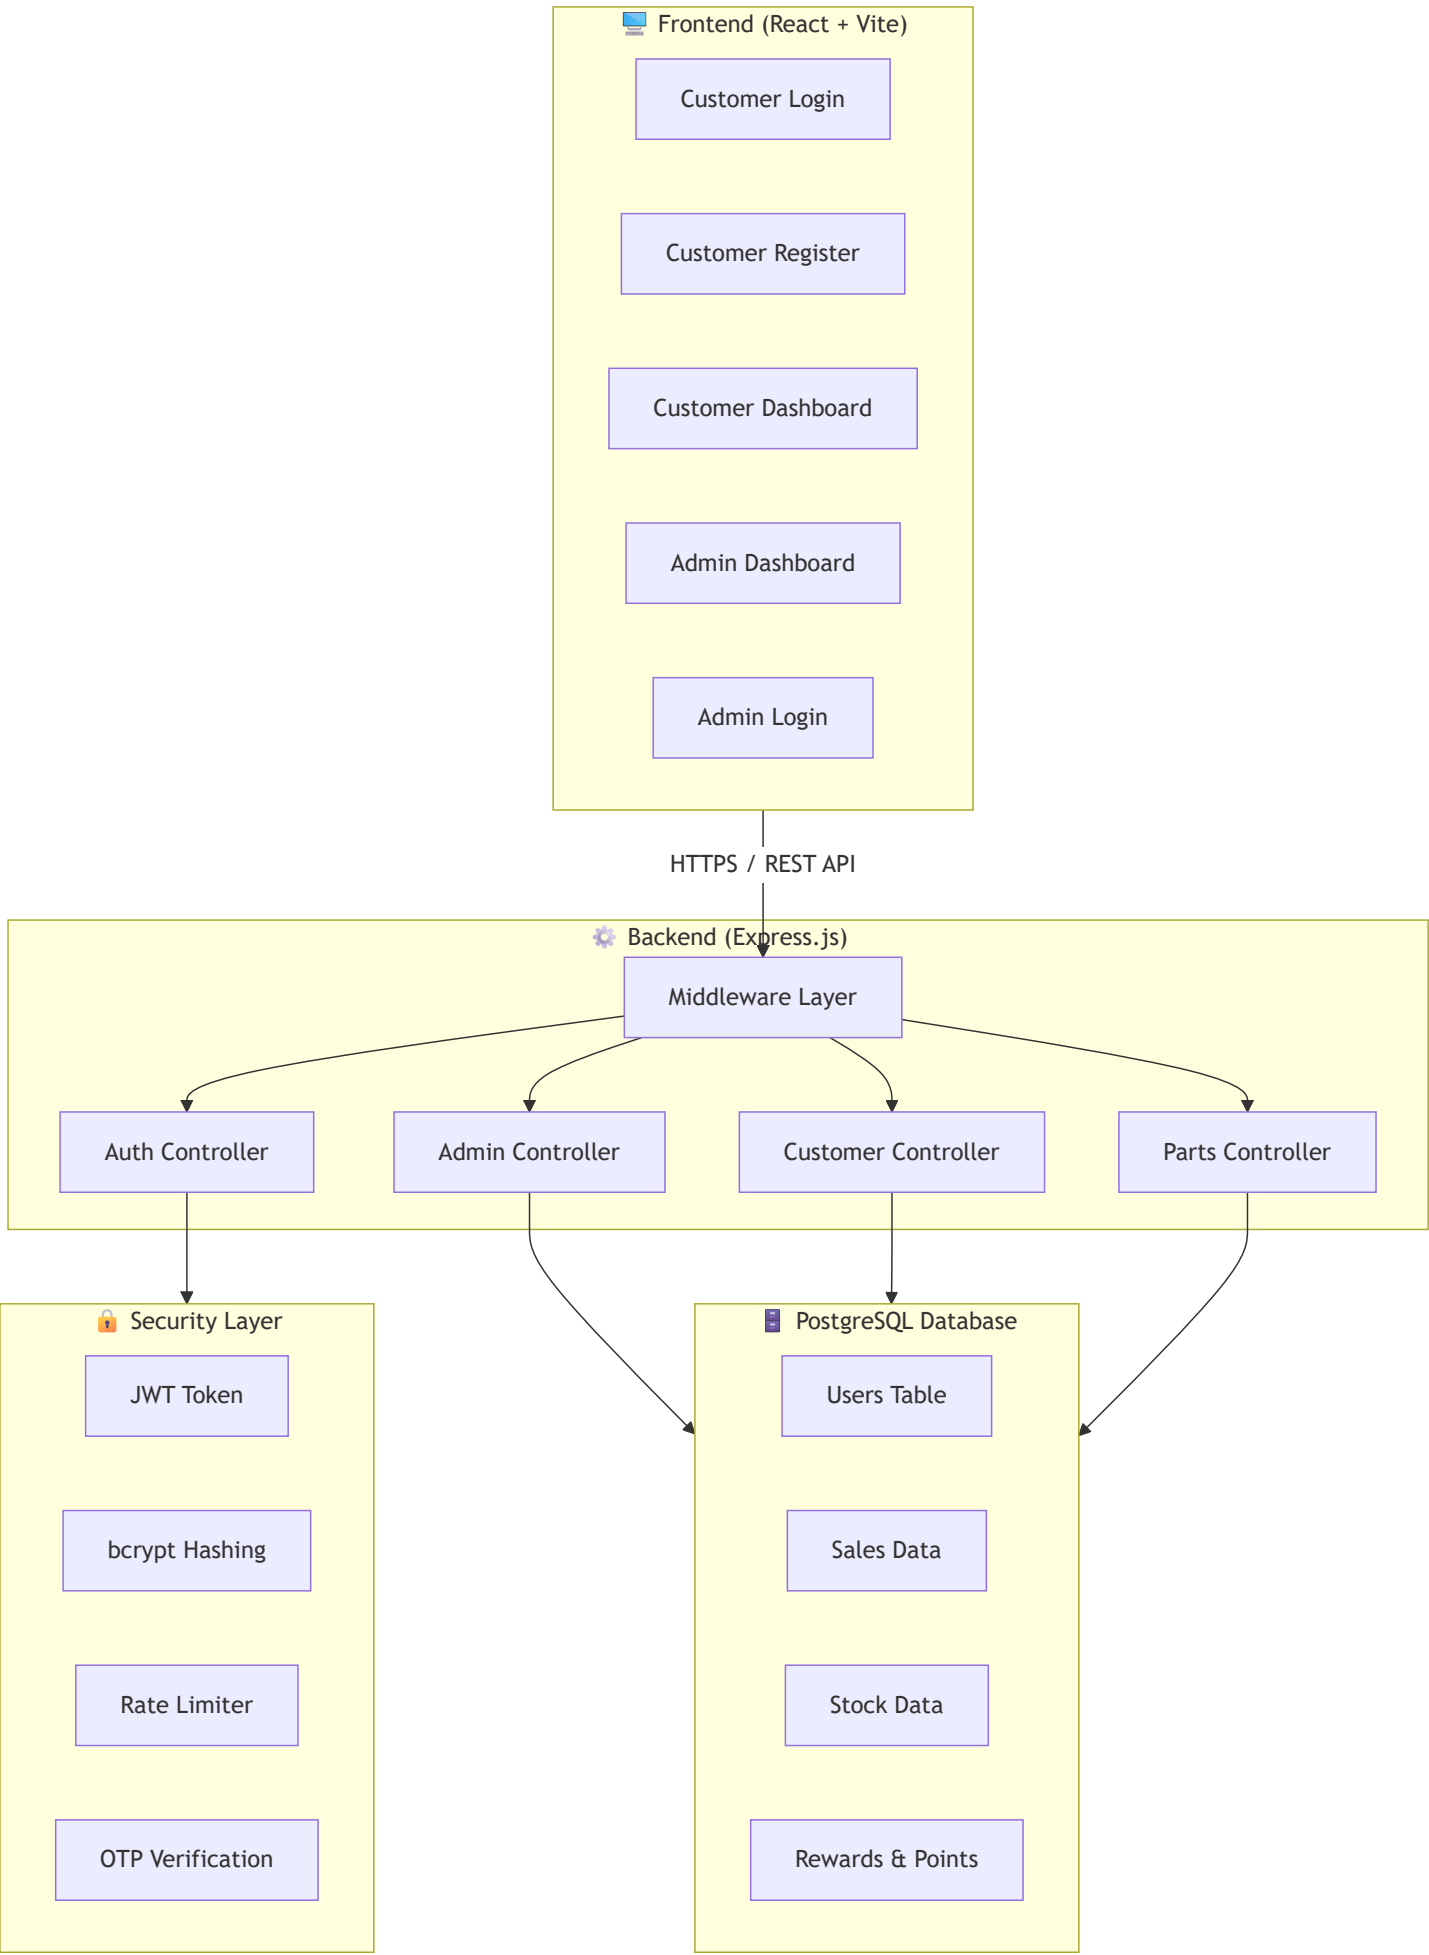 Frontend (React + Vite)
Customer Login
Customer Register
Customer Dashboard
Admin Dashboard
Admin Login
HTTPS / REST API
Backend (Express.js)
Middleware Layer
Auth Controller
Admin Controller
Customer Controller
Parts Controller
Security Layer
JWT Token
bcrypt Hashing
Rate Limiter
OTP Verification
PostgreSQL Database
Users Table
Sales Data
Stock Data
Rewards & Points